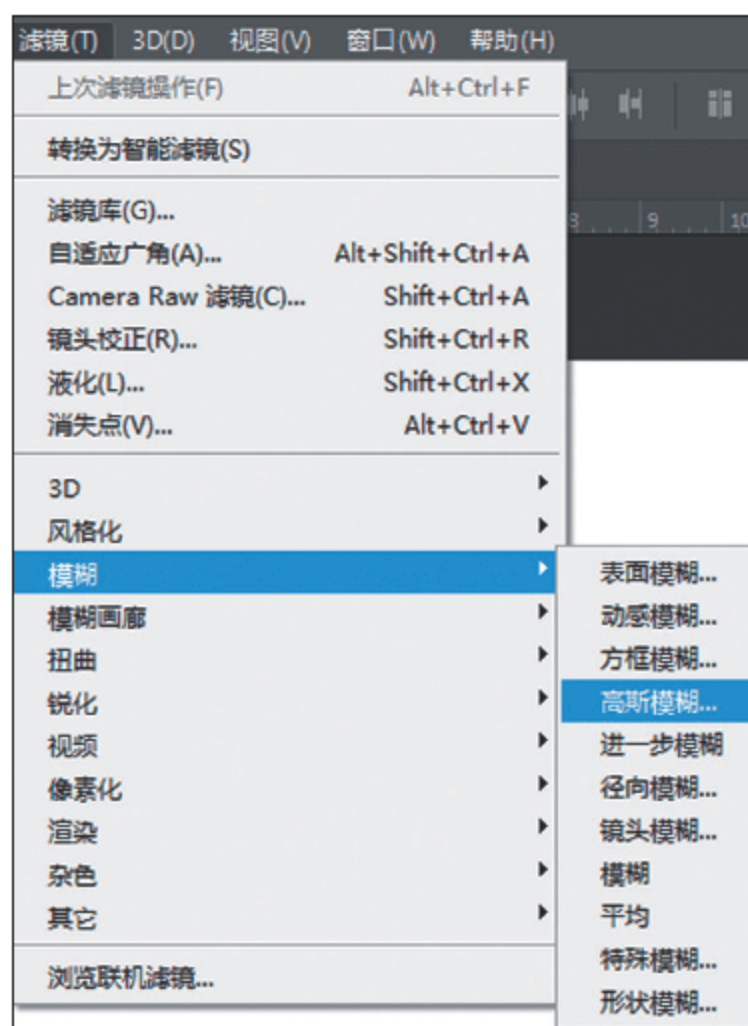 滤镜(T) 3D(D) 视图(V) 窗口(W) 帮助(H)
上次滤镜操作(F) Alt+Ctrl+F
转换为智能滤镜(S)
滤镜库(G)...
自适应广角(A)... Alt+Shift+Ctrl+A
Camera Raw 滤镜(C)... Shift+Ctrl+A
镜头校正(R)... Shift+Ctrl+R
液化(L)... Shift+Ctrl+X
消失点(V)... Alt+Ctrl+V
8 9 10
3D
风格化
模糊
模糊画廊
扭曲
锐化
视频
像素化
渲染
杂色
其它
浏览联机滤镜...
表面模糊...
动感模糊...
方框模糊...
高斯模糊...
进一步模糊
径向模糊...
镜头模糊...
模糊
平均
特殊模糊...
形状模糊...